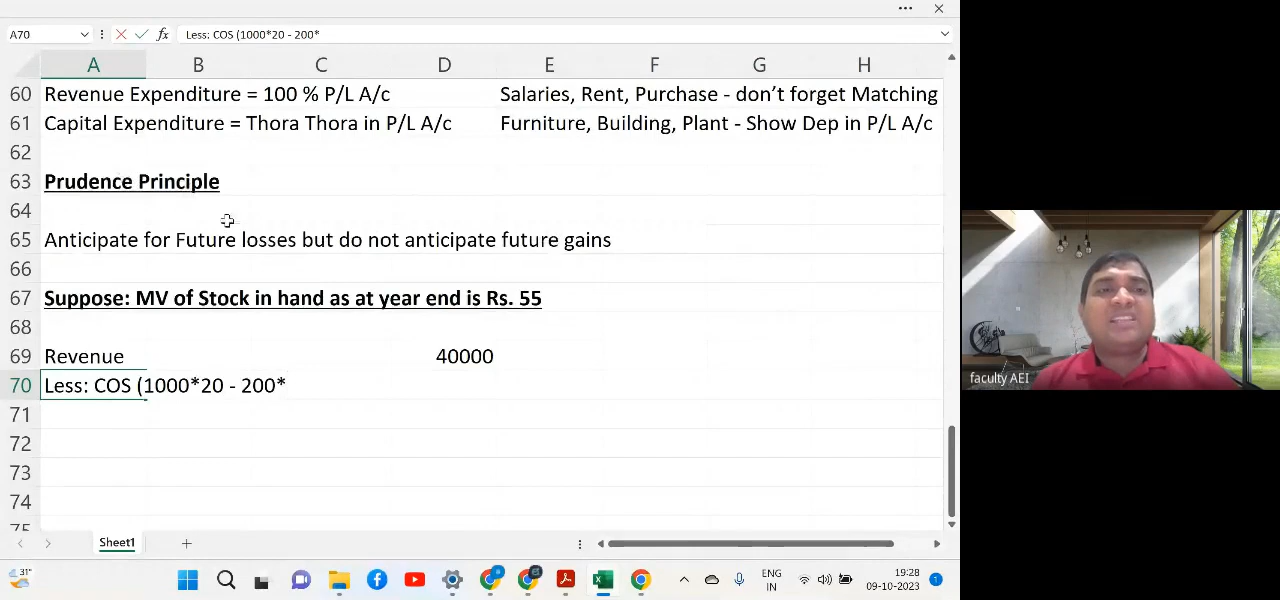 A70
fx
Less: COS (1000*20 - 200*
A B C D E F G H
60 Revenue Expenditure = 100 % P/L A/c Salaries, Rent, Purchase - don’t forget Matching
61 Capital Expenditure = Thora Thora in P/L A/c Furniture, Building, Plant - Show Dep in P/L A/c
62
63 Prudence Principle
64
65 Anticipate for Future losses but do not anticipate future gains
66
67 Suppose: MV of Stock in hand as at year end is Rs. 55
68
69 Revenue 40000
70 Less: COS (1000*20 - 200*
71
72
73
74
75
faculty AEI
Sheet1
31°
ENG
IN
19:28
09-10-2023
1